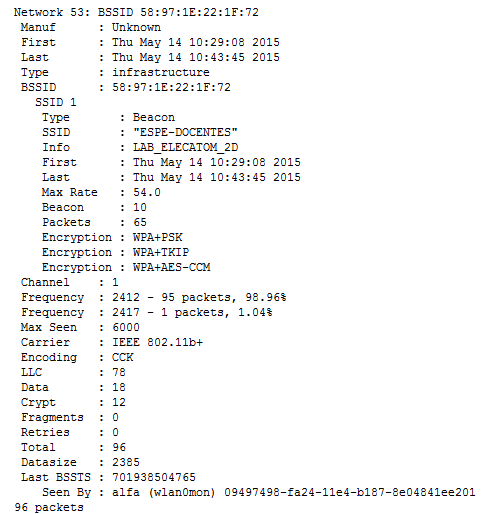 Network 53: BSSID 58:97:1E:22:1F:72
Manuf : Unknown
First : Thu May 14 10:29:08 2015
Last : Thu May 14 10:43:45 2015
Type : infrastructure
BSSID : 58:97:1E:22:1F:72
SSID 1
Type : Beacon
SSID : "ESPE-DOCENTES"
Info : LAB_ELECATOM_2D
First : Thu May 14 10:29:08 2015
Last : Thu May 14 10:43:45 2015
Max Rate : 54.0
Beacon : 10
Packets : 65
Encryption : WPA+PSK
Encryption : WPA+TKIP
Encryption : WPA+AES-CCM
Channel : 1
Frequency : 2412 - 95 packets, 98.96%
Frequency : 2417 - 1 packets, 1.04%
Max Seen : 6000
Carrier : IEEE 802.11b+
Encoding : CCK
LLC : 78
Data : 18
Crypt : 12
Fragments : 0
Retries : 0
Total : 96
Datasize : 2385
Last BSSTS : 701938504765
Seen By : alfa (wlan0mon) 09497498-fa24-11e4-b187-8e04841ee201
96 packets